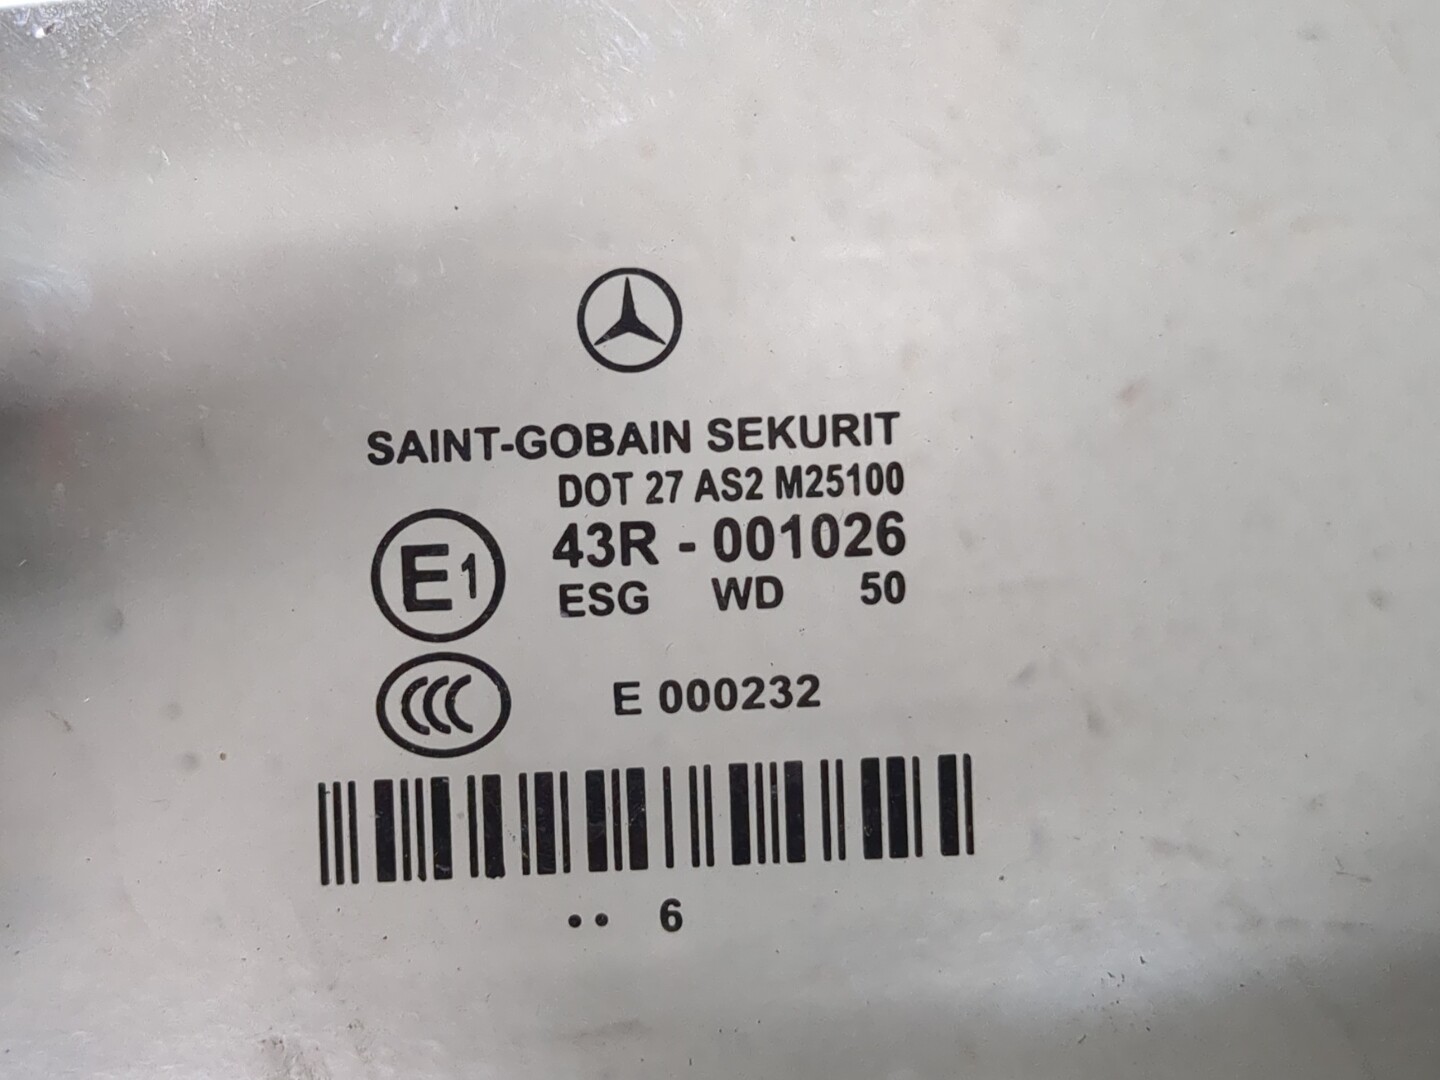 SAINT-GOBAIN SEKURIT
DOT 27 AS2 M25100
E1
43R - 001026
ESG WD 50
CCC
E 000232
•• 6